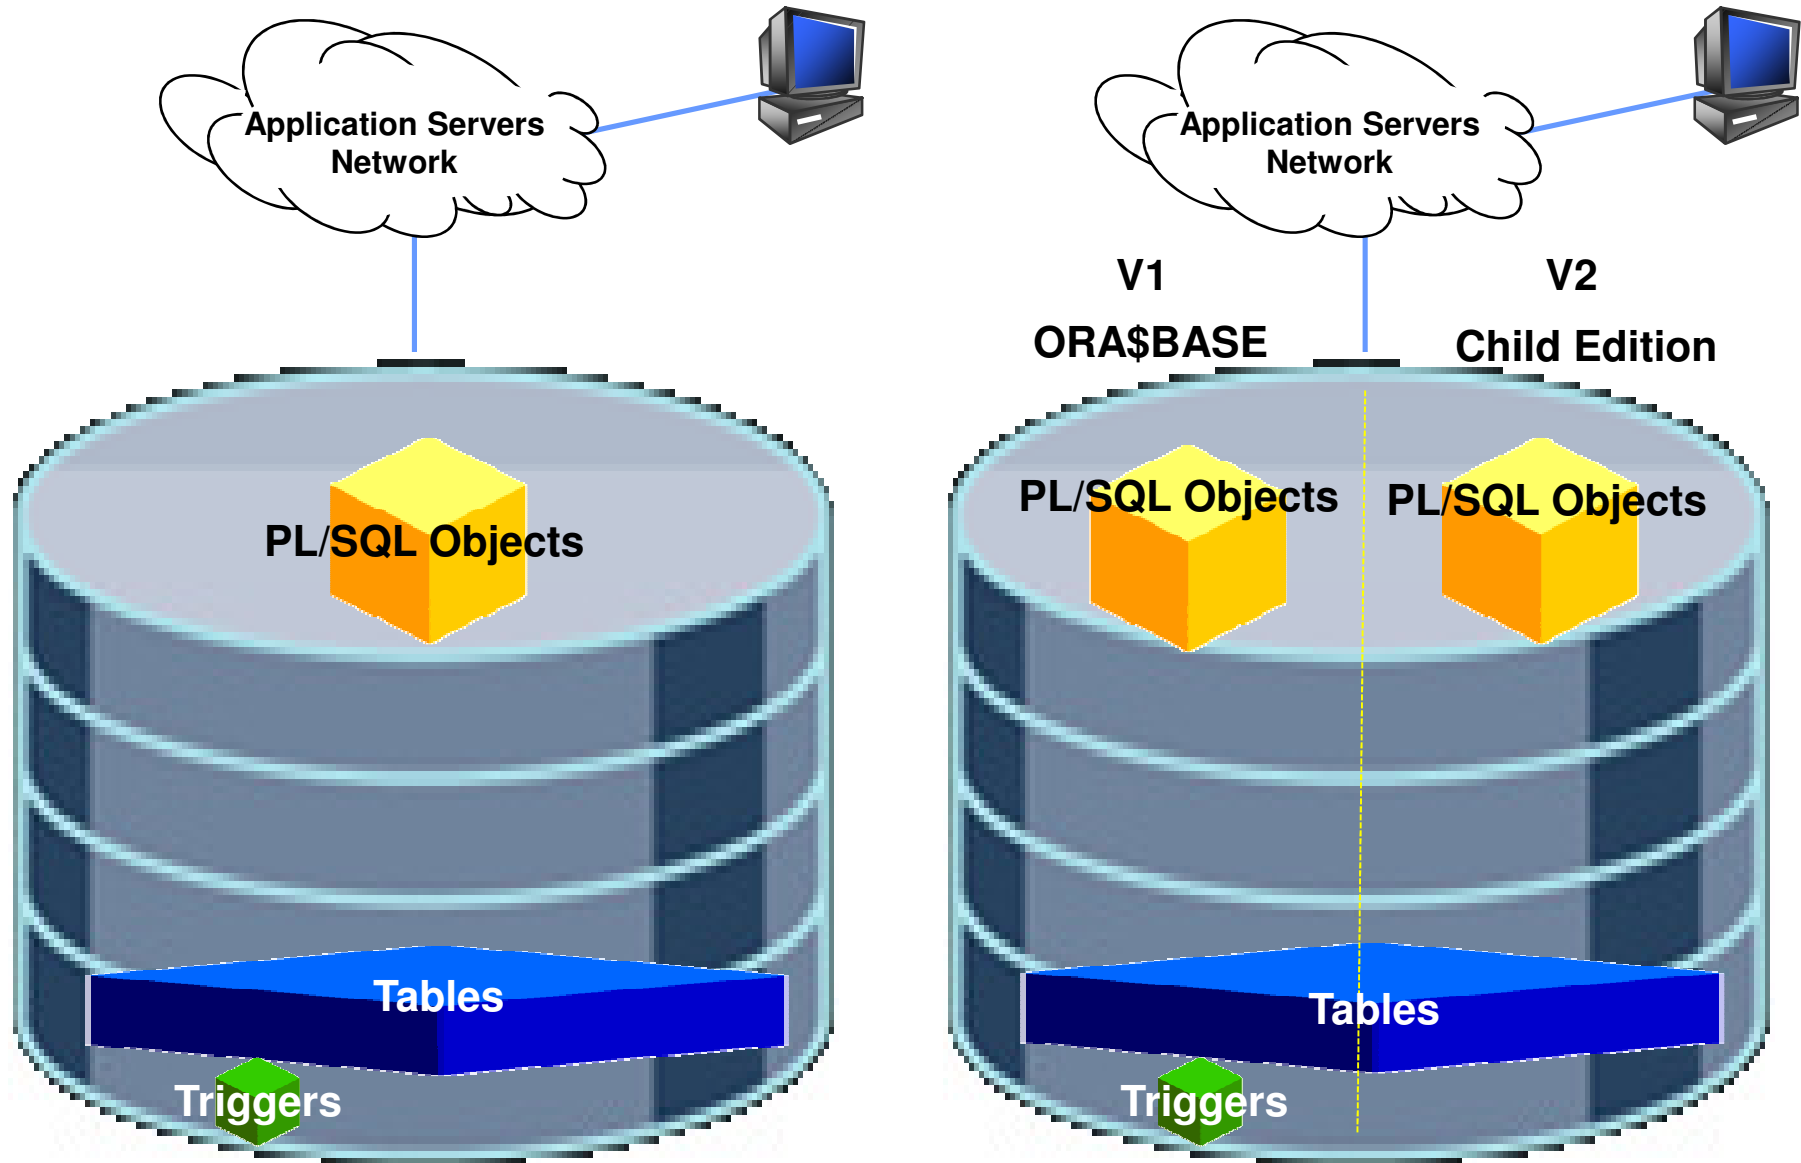 Application Servers
Network
PL/SQL Objects
Tables
Triggers
Application Servers
Network
V1
V2
ORA$BASE
Child Edition
PL/SQL Objects
PL/SQL Objects
Tables
Triggers